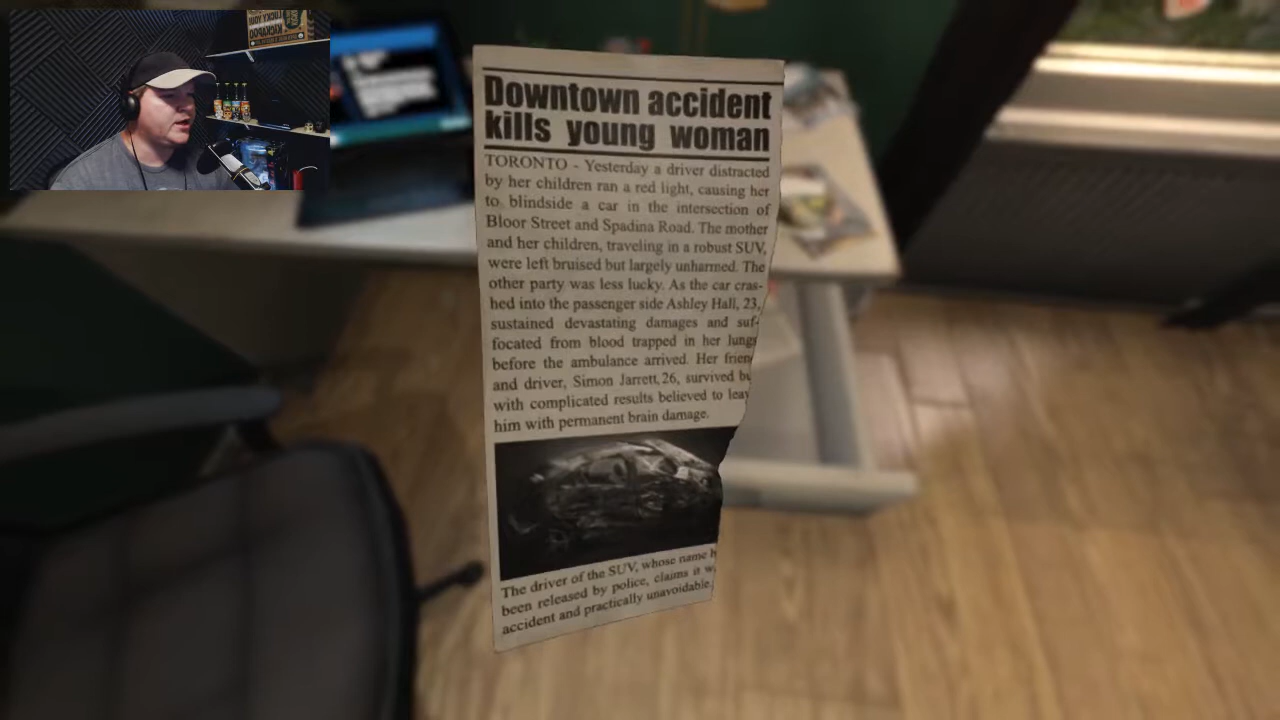 Downtown accident
kills young woman
TORONTO - Yesterday a driver distracted
by her children ran a red light, causing her
to blindside a car in the intersection of
Bloor Street and Spadina Road. The mother
and her children, traveling in a robust SUV,
were left bruised but largely unharmed. The
other party was less lucky. As the car cras-
hed into the passenger side Ashley Hall, 23,
sustained devastating damages and suf-
focated from blood trapped in her lungs
before the ambulance arrived. Her frien
and driver, Simon Jarrett, 26, survived bu
with complicated results believed to leav
him with permanent brain damage.
The driver of the SUV, whose name h
been released by police, claims it w
accident and practically unavoidable